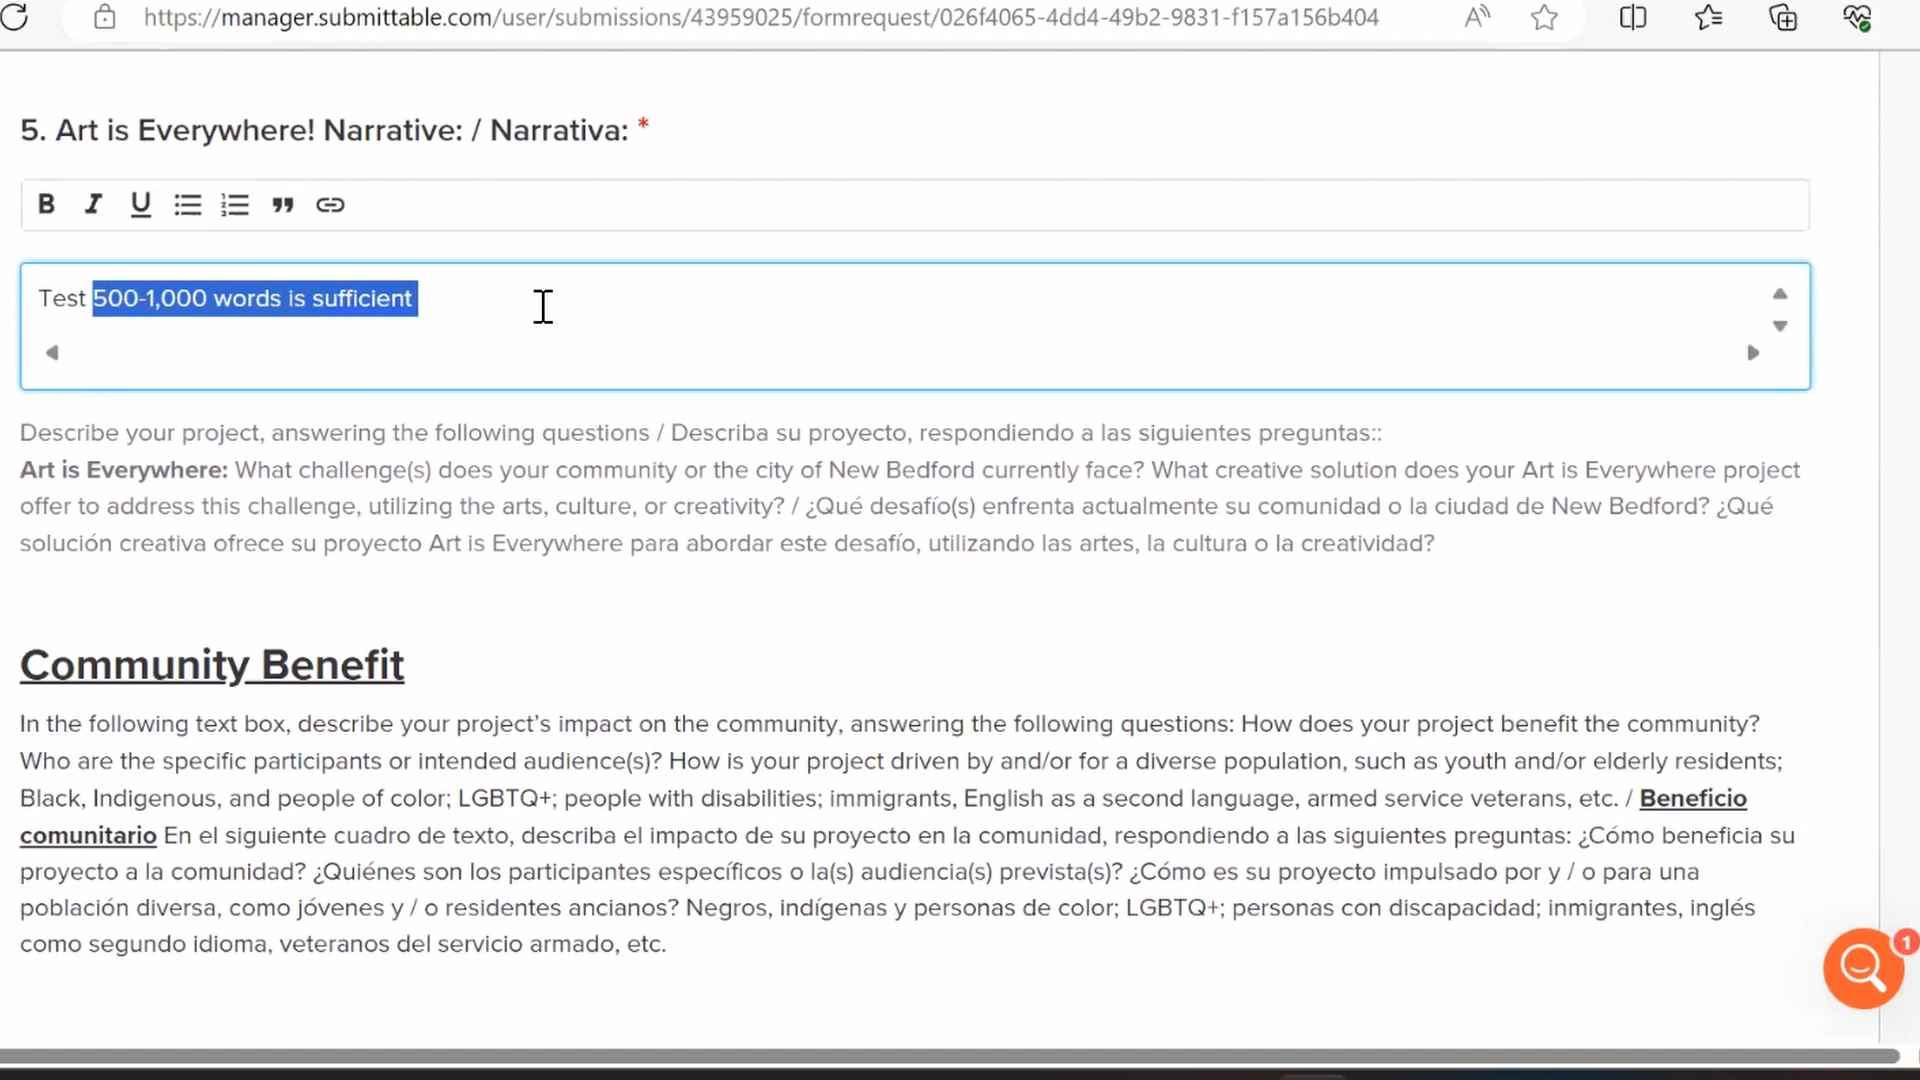 https://manager.submittable.com/user/submissions/43959025/formrequest/026f4065-4dd4-49b2-9831-f157a156b404
5. Art is Everywhere! Narrative: / Narrativa: *
B I U
Test 500-1,000 words is sufficient
Describe your project, answering the following questions / Describa su proyecto, respondiendo a las siguientes preguntas::
Art is Everywhere: What challenge(s) does your community or the city of New Bedford currently face? What creative solution does your Art is Everywhere project
offer to address this challenge, utilizing the arts, culture, or creativity? / ¿Qué desafío(s) enfrenta actualmente su comunidad o la ciudad de New Bedford? ¿Qué
solución creativa ofrece su proyecto Art is Everywhere para abordar este desafío, utilizando las artes, la cultura o la creatividad?
Community Benefit
In the following text box, describe your project’s impact on the community, answering the following questions: How does your project benefit the community?
Who are the specific participants or intended audience(s)? How is your project driven by and/or for a diverse population, such as youth and/or elderly residents;
Black, Indigenous, and people of color; LGBTQ+; people with disabilities; immigrants, English as a second language, armed service veterans, etc. / Beneficio
comunitario En el siguiente cuadro de texto, describa el impacto de su proyecto en la comunidad, respondiendo a las siguientes preguntas: ¿Cómo beneficia su
proyecto a la comunidad? ¿Quiénes son los participantes específicos o la(s) audiencia(s) prevista(s)? ¿Cómo es su proyecto impulsado por y / o para una
población diversa, como jóvenes y / o residentes ancianos? Negros, indígenas y personas de color; LGBTQ+; personas con discapacidad; inmigrantes, inglés
como segundo idioma, veteranos del servicio armado, etc.
1